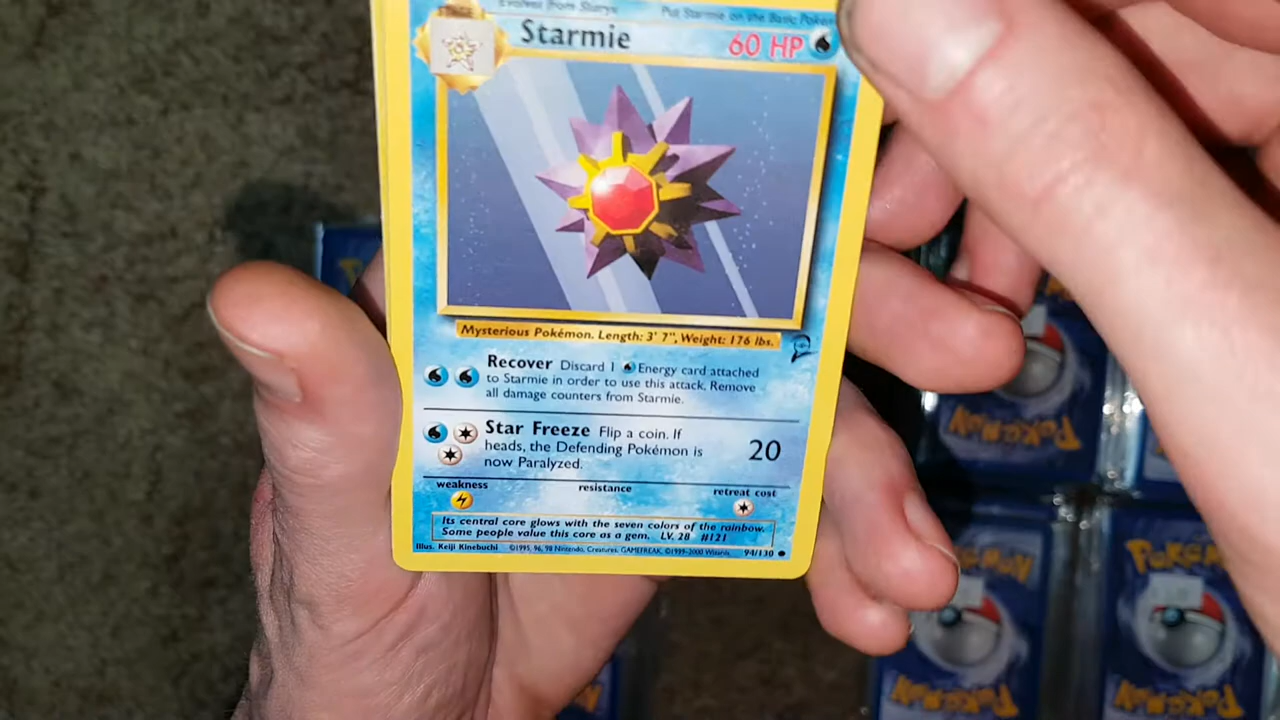 Evolves from Staryu Put Starmie on the Basic Pokém
Starmie 60 HP
Mysterious Pokémon. Length: 3' 7", Weight: 176 lbs.
Recover Discard 1 Energy card attached
to Starmie in order to use this attack. Remove
all damage counters from Starmie.
Star Freeze Flip a coin. If
heads, the Defending Pokémon is
now Paralyzed.
20
weakness resistance retreat cost
Its central core glows with the seven colors of the rainbow.
Some people value this core as a gem. LV. 28 #121
Illus. Keiji Kinebuchi ©1995, 96, 98 Nintendo, Creatures, GAMEFREAK. ©1999-2000 Wizards. 94/130
POKéMON
POKéMON
POKéMON
POKéMON
POKéMON